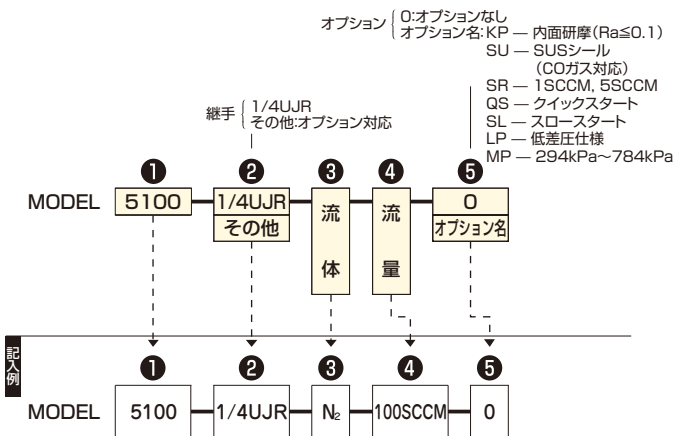 オプション 0:オプションなし
オプション名:KP — 内面研摩(Ra≦0.1)
SU — SUSシール
(COガス対応)
SR — 1SCCM, 5SCCM
QS — クイックスタート
SL — スロースタート
LP — 低差圧仕様
MP — 294kPa〜784kPa
継手 1/4UJR
その他:オプション対応
❶ ❷ ❸ ❹ ❺
MODEL 5100 1/4UJR 流体 流量 0
その他 オプション名
記入例
❶ ❷ ❸ ❹ ❺
MODEL 5100 1/4UJR N₂ 100SCCM 0